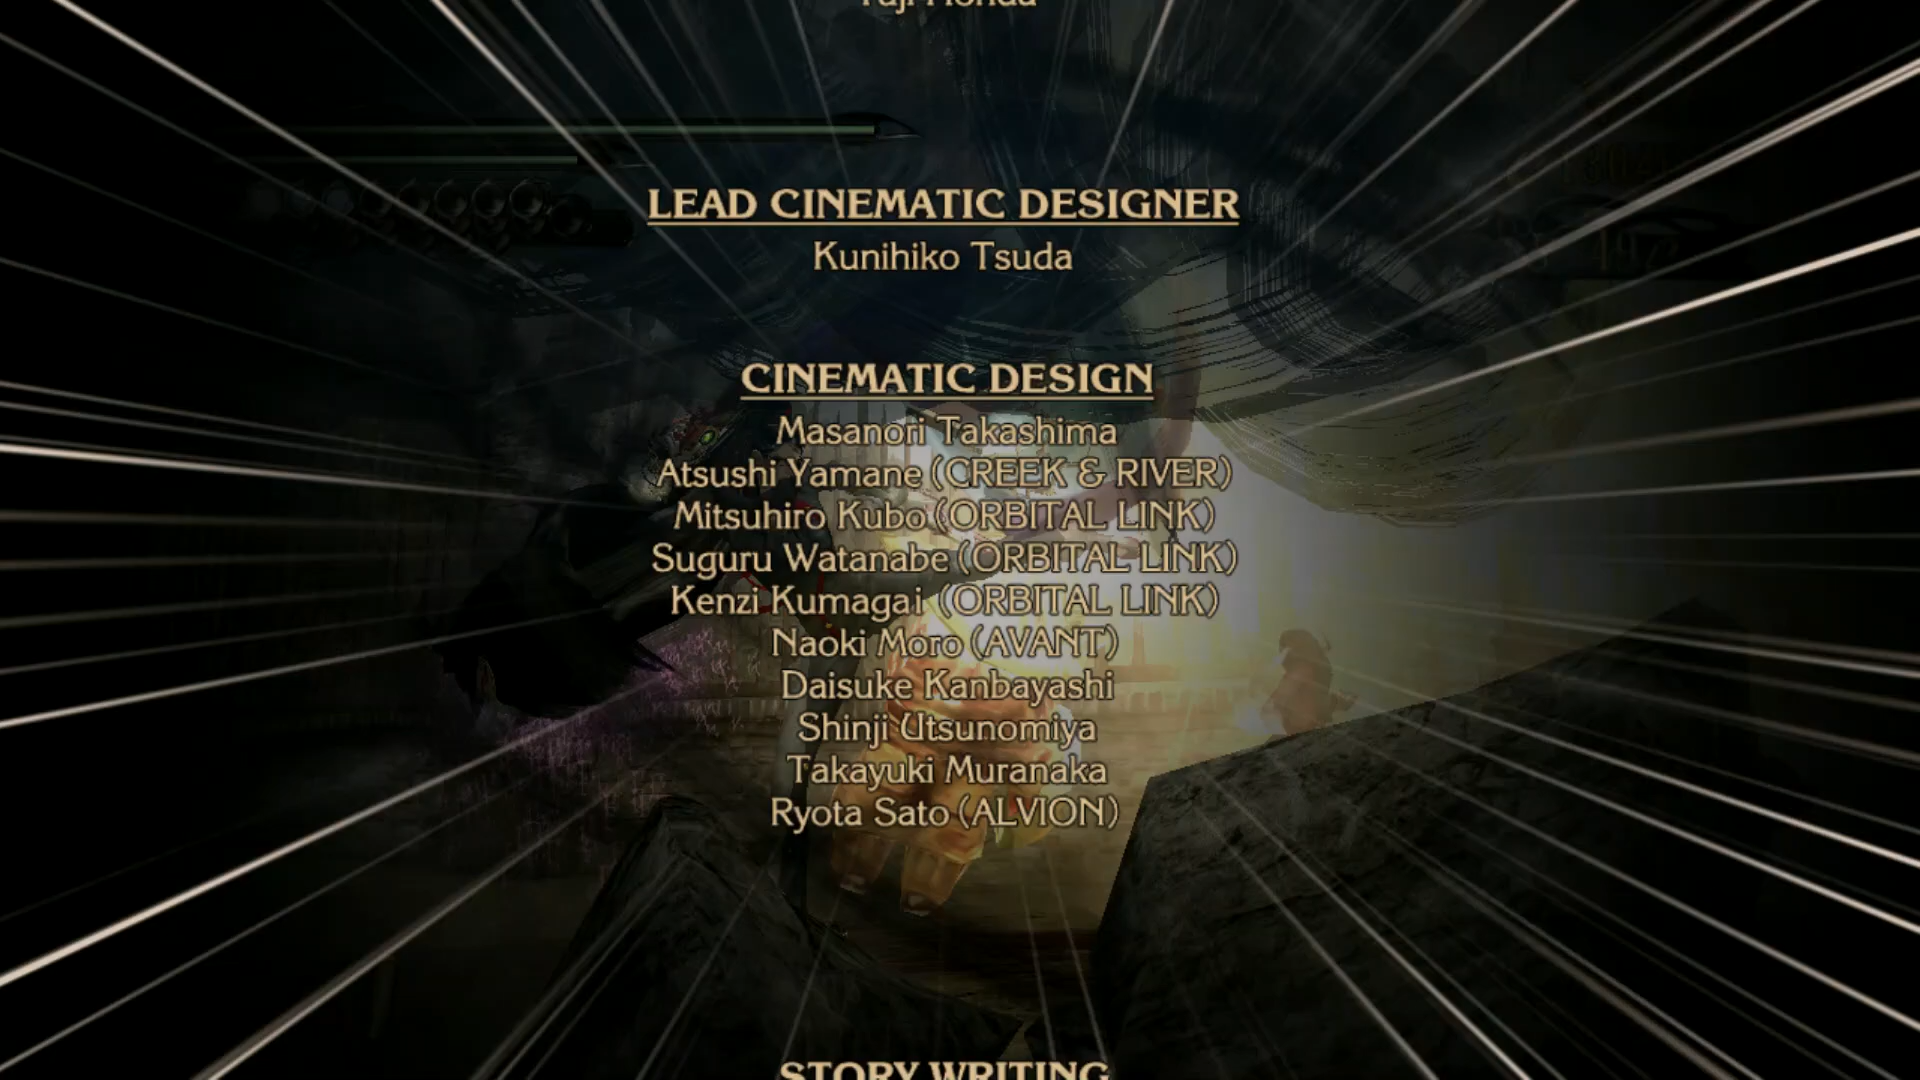 LEAD CINEMATIC DESIGNER
Kunihiko Tsuda
CINEMATIC DESIGN
Masanori Takashima
Atsushi Yamane (CREEK & RIVER)
Mitsuhiro Kubo (ORBITAL LINK)
Suguru Watanabe (ORBITAL LINK)
Kenzi Kumagai (ORBITAL LINK)
Naoki Moro (AVANT)
Daisuke Kanbayashi
Shinji Utsunomiya
Takayuki Muranaka
Ryota Sato (ALVION)
STORY WRITING